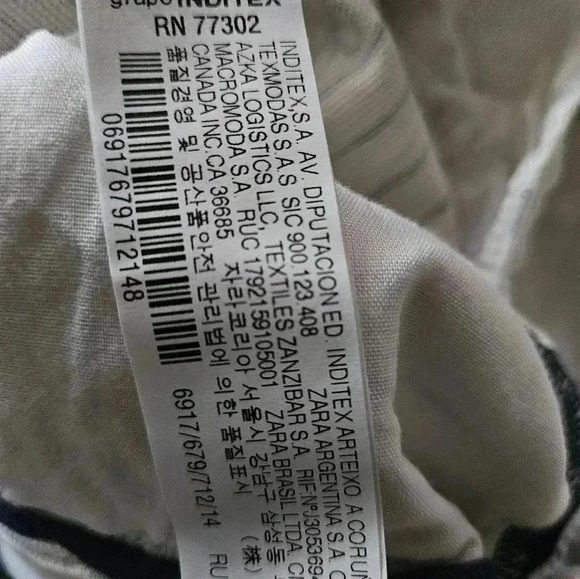 grupo INDITEX
RN 77302
INDITEX,S.A. AV. DIPUTACION ED. INDITEX ARTEIXO A CORUÑ
ZARA ARGENTINA S.A. C
TEXMODAS S.A.S SIC 900.123.408
TEXTILES ZANZIBAR S.A. RIF.Nº J3053694
AZKA LOGISTICS LLC, ZARA BRASIL LTDA. C
MACROMODA S.A. RUC 1792159105001
CANADA INC.CA 36685 자라코리아 서울시 강남구 삼성동
품질경영 및 공산품안전 관리법에 의한 품질표시 (株)
06917679712148
6917/679/712/14 RU